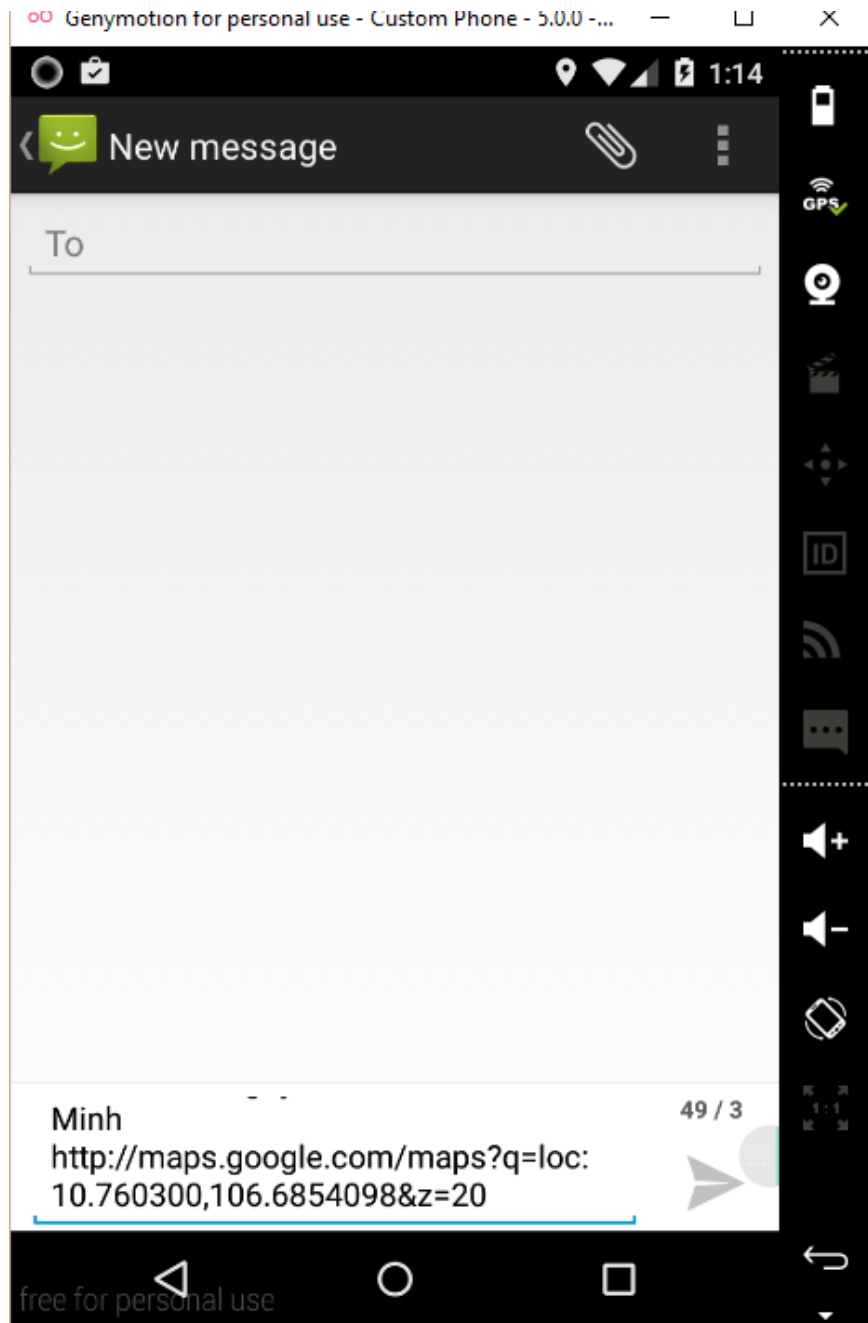 Genymotion for personal use - Custom Phone - 5.0.0 -...
1:14
New message
GPS
To
ID
49 / 3
Minh
http://maps.google.com/maps?q=loc:
10.760300,106.6854098&z=20
22
1:1
free for personal use